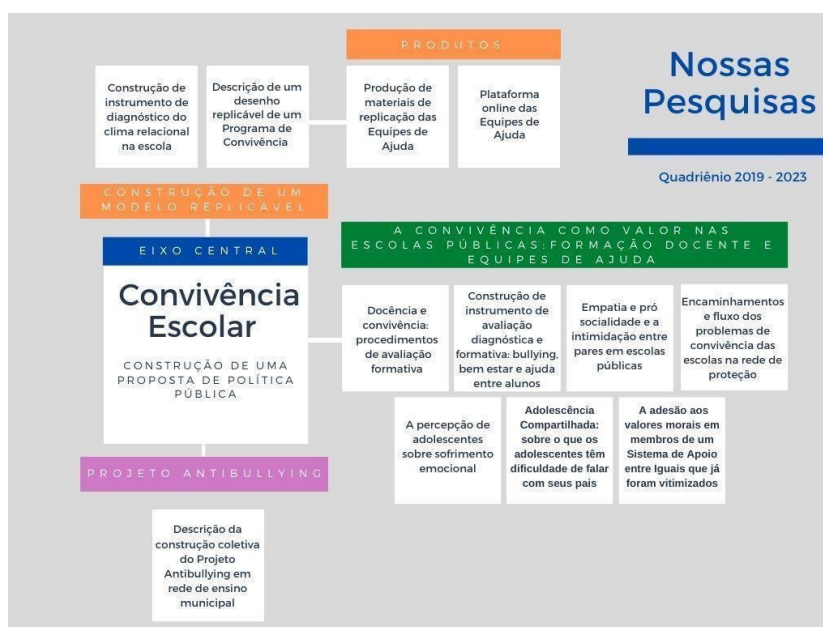 PRODUTOS
Nossas
Pesquisas
Quadriênio 2019 - 2023
Construção de
instrumento de
diagnóstico do
clima relacional
na escola
Descrição de um
desenho
replicável de um
Programa de
Convivência
Produção de
materiais de
replicação das
Equipes de
Ajuda
Plataforma
online das
Equipes de
Ajuda
CONSTRUÇÃO DE UM
MODELO REPLICÁVEL
EIXO CENTRAL
Convivência
Escolar
CONSTRUÇÃO DE UMA
PROPOSTA DE POLÍTICA
PÚBLICA
A CONVIVÊNCIA COMO VALOR NAS
ESCOLAS PÚBLICAS:FORMAÇÃO DOCENTE E
EQUIPES DE AJUDA
Docência e
convivência:
procedimentos
de avaliação
formativa
Construção de
instrumento de
avaliação
diagnóstica e
formativa: bullying,
bem estar e ajuda
entre alunos
Empatia e pró
socialidade e a
intimidação entre
pares em escolas
públicas
Encaminhamentos
e fluxo dos
problemas de
convivência das
escolas na rede de
proteção
A percepção de
adolescentes
sobre sofrimento
emocional
Adolescência
Compartilhada:
sobre o que os
adolescentes têm
dificuldade de falar
com seus pais
A adesão aos
valores morais em
membros de um
Sistema de Apoio
entre Iguais que já
foram vitimizados
PROJETO ANTIBULLYING
Descrição da
construção coletiva
do Projeto
Antibullying em
rede de ensino
municipal